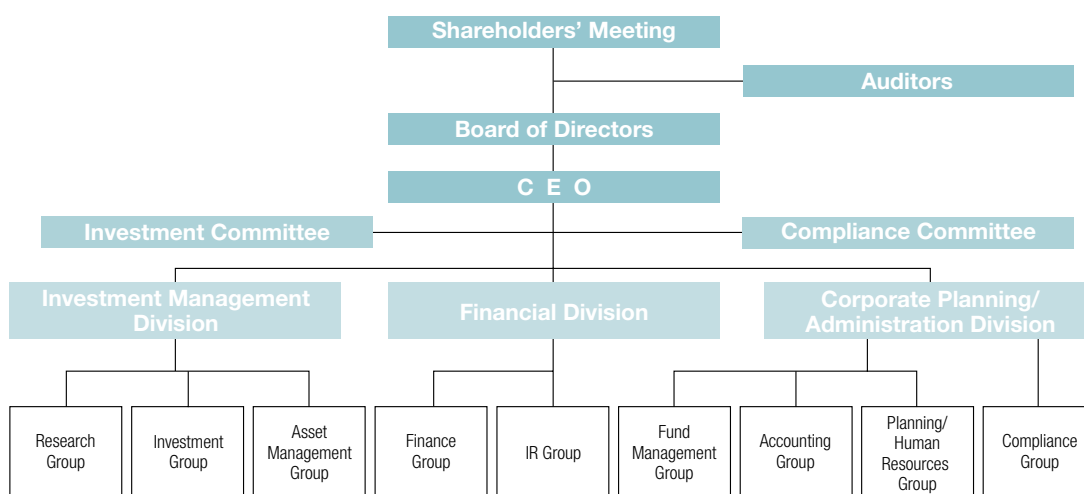 Shareholders’ Meeting
Auditors
Board of Directors
C E O
Investment Committee
Compliance Committee
Investment Management
Division
Financial Division
Corporate Planning/
Administration Division
Research
Group
Investment
Group
Asset
Management
Group
Finance
Group
IR Group
Fund
Management
Group
Accounting
Group
Planning/
Human
Resources
Group
Compliance
Group